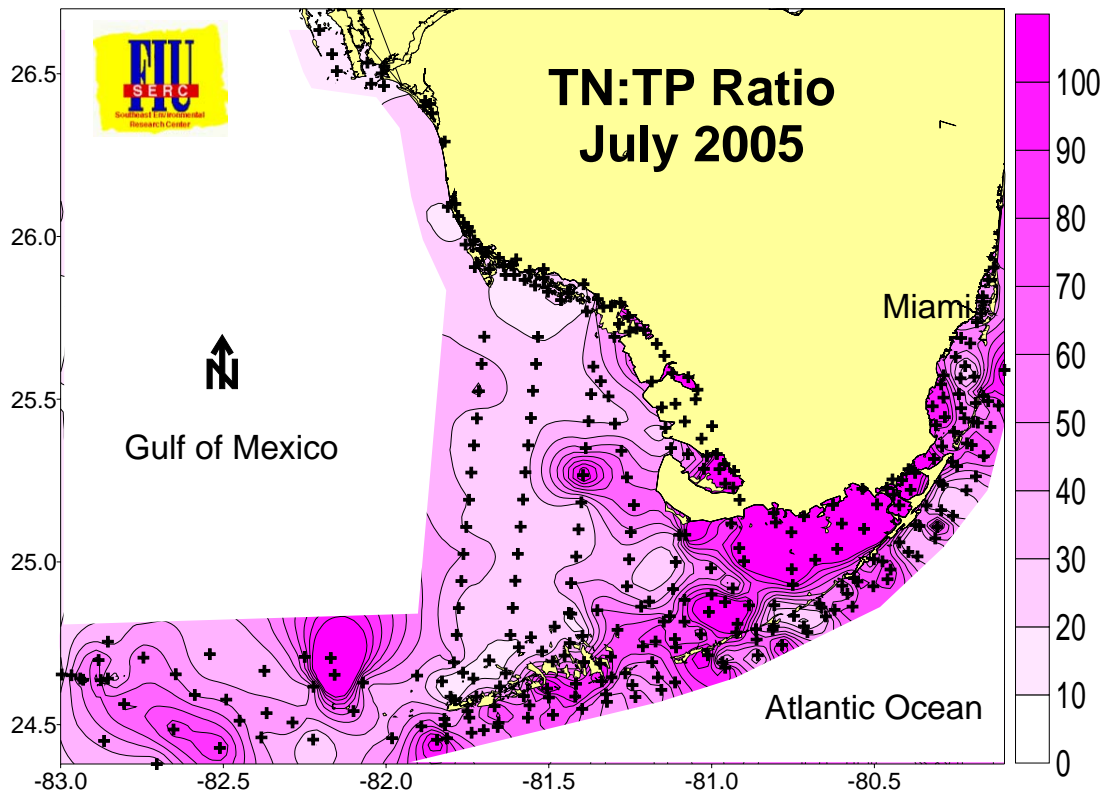 FIU
SERC
Southeast Environmental
Research Center
TN:TP Ratio
July 2005
Miami
Gulf of Mexico
Atlantic Ocean
N
26.5
26.0
25.5
25.0
24.5
-83.0 -82.5 -82.0 -81.5 -81.0 -80.5
100
90
80
70
60
50
40
30
20
10
0